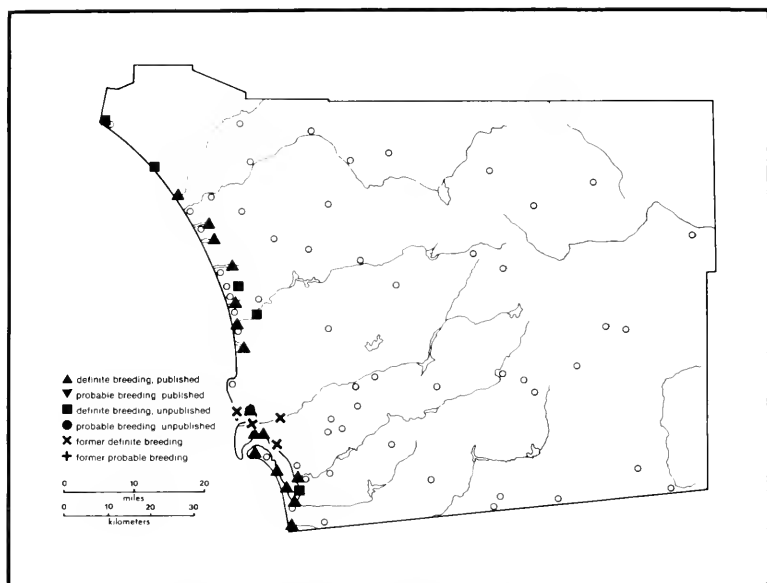 definite breeding, published
probable breeding published
definite breeding, unpublished
probable breeding unpublished
former definite breeding
former probable breeding
0 10 20
miles
0 10 20 30
kilometers